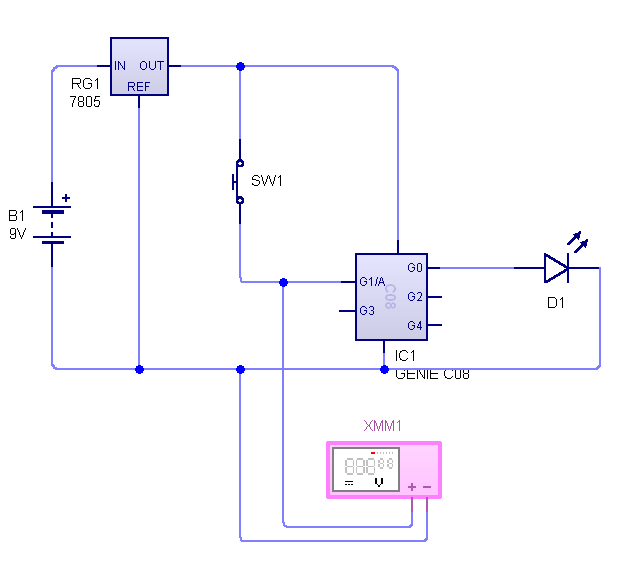 IN OUT
REF
RG1
7805
B1
9V
SW1
G1/A
G3
C08
G0
G2
G4
D1
IC1
GENIE C08
XMM1
V